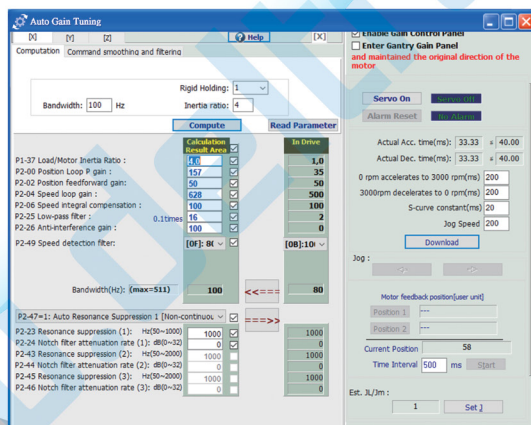 Auto Gain Tuning
[X] [Y] [Z] Help [X]
Computation Command smoothing and filtering
Rigid Holding: 1
Bandwidth: 100 Hz Inertia ratio: 4
Compute Read Parameter
Calculation Result Area In Drive
P1-37 Load/Motor Inertia Ratio : 4.0 1,0
P2-00 Position Loop P gain: 157 35
P2-02 Position feedforward gain: 50 50
P2-04 Speed loop gain: 628 500
P2-06 Speed integral compensation : 100 100
P2-25 Low-pass filter : 0.1times 16 2
P2-26 Anti-interference gain: 100 0
P2-49 Speed detection filter: [0F]: 8( [0B]:10(
Bandwidth(Hz): (max=511) 100 <<=== 80
P2-47=1: Auto Resonance Suppression 1 [Non-continuou ===>>
P2-23 Resonance suppression (1): Hz(50~1000) 1000 1000
P2-24 Notch filter attenuation rate (1): dB(0~32) 0 0
P2-43 Resonance suppression (2): Hz(50~2000) 1000 1000
P2-44 Notch filter attenuation rate (2): dB(0~32) 0 0
P2-45 Resonance suppression (3): Hz(50~2000) 1000 1000
P2-46 Notch filter attenuation rate (3): dB(0~32) 0 0
Enable Gain Control Panel
Enter Gantry Gain Panel
and maintained the original direction of the
motor
Servo On Servo Off
Alarm Reset No Alarm
Actual Acc. time(ms): 33.33 ≠ 40.00
Actual Dec. time(ms): 33.33 ≠ 40.00
0 rpm accelerates to 3000 rpm(ms) 200
3000rpm decelerates to 0 rpm(ms) 200
S-curve constant(ms) 20
Jog Speed 200
Download
Jog :
Motor feedback position[user unit]
Position 1 ---
Position 2 ---
Current Position 58
Time Interval 500 ms Start
Est. JL/Jm :
1 Set J